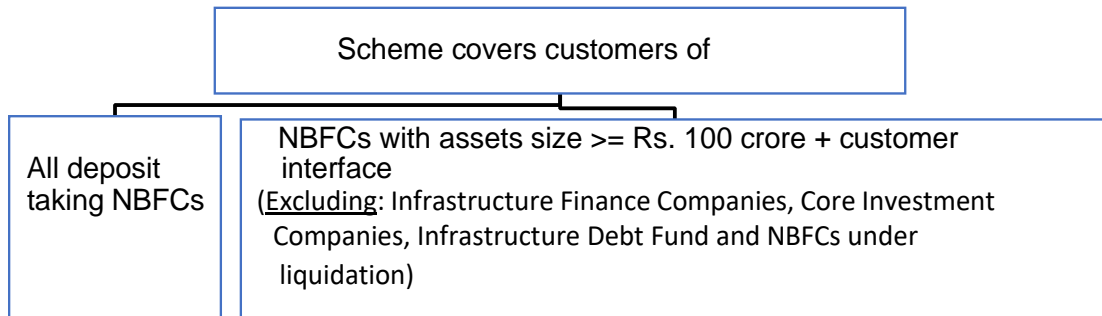 Scheme covers customers of
All deposit
taking NBFCs
NBFCs with assets size >= Rs. 100 crore + customer
interface
(Excluding: Infrastructure Finance Companies, Core Investment
Companies, Infrastructure Debt Fund and NBFCs under
liquidation)